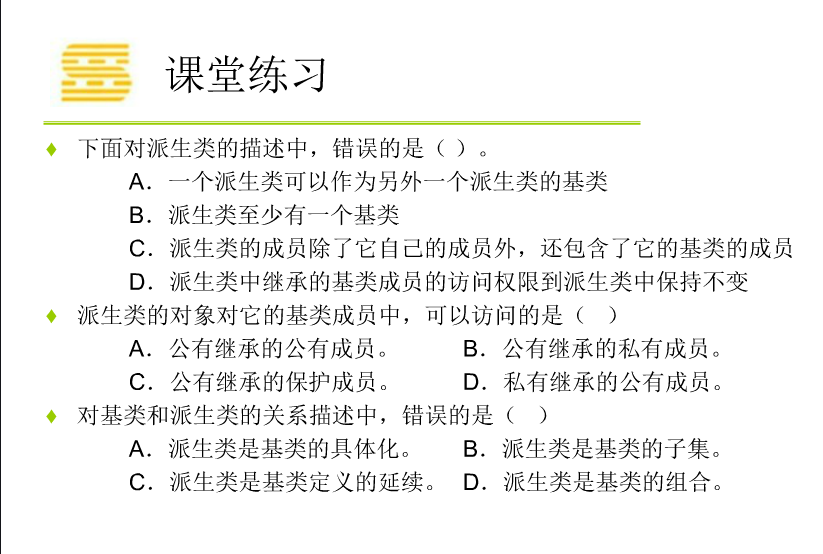 课堂练习
下面对派生类的描述中，错误的是（ ）。
A．一个派生类可以作为另外一个派生类的基类
B．派生类至少有一个基类
C．派生类的成员除了它自己的成员外，还包含了它的基类的成员
D．派生类中继承的基类成员的访问权限到派生类中保持不变
派生类的对象对它的基类成员中，可以访问的是（ ）
A．公有继承的公有成员。 B．公有继承的私有成员。
C．公有继承的保护成员。 D．私有继承的公有成员。
对基类和派生类的关系描述中，错误的是（ ）
A．派生类是基类的具体化。 B．派生类是基类的子集。
C．派生类是基类定义的延续。 D．派生类是基类的组合。